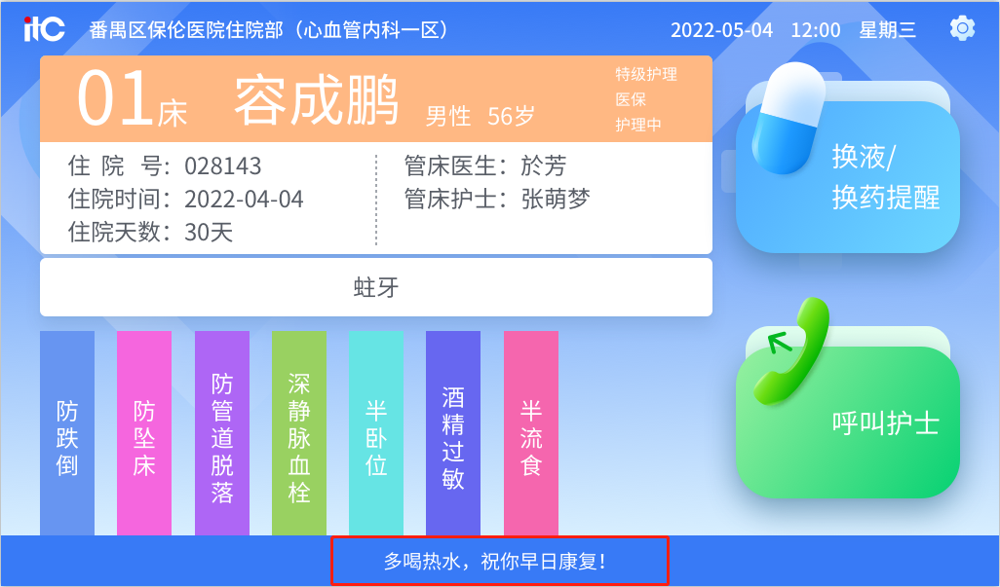 itC 番禺区保伦医院住院部（心血管内科一区） 2022-05-04 12:00 星期三
01床 容成鹏 男性 56岁
特级护理
医保
护理中
住 院 号: 028143
住院时间: 2022-04-04
住院天数: 30天
管床医生: 於芳
管床护士: 张萌梦
蛀牙
防跌倒
防坠床
防管道脱落
深静脉血栓
半卧位
酒精过敏
半流食
换液/
换药提醒
呼叫护士
多喝热水，祝你早日康复！